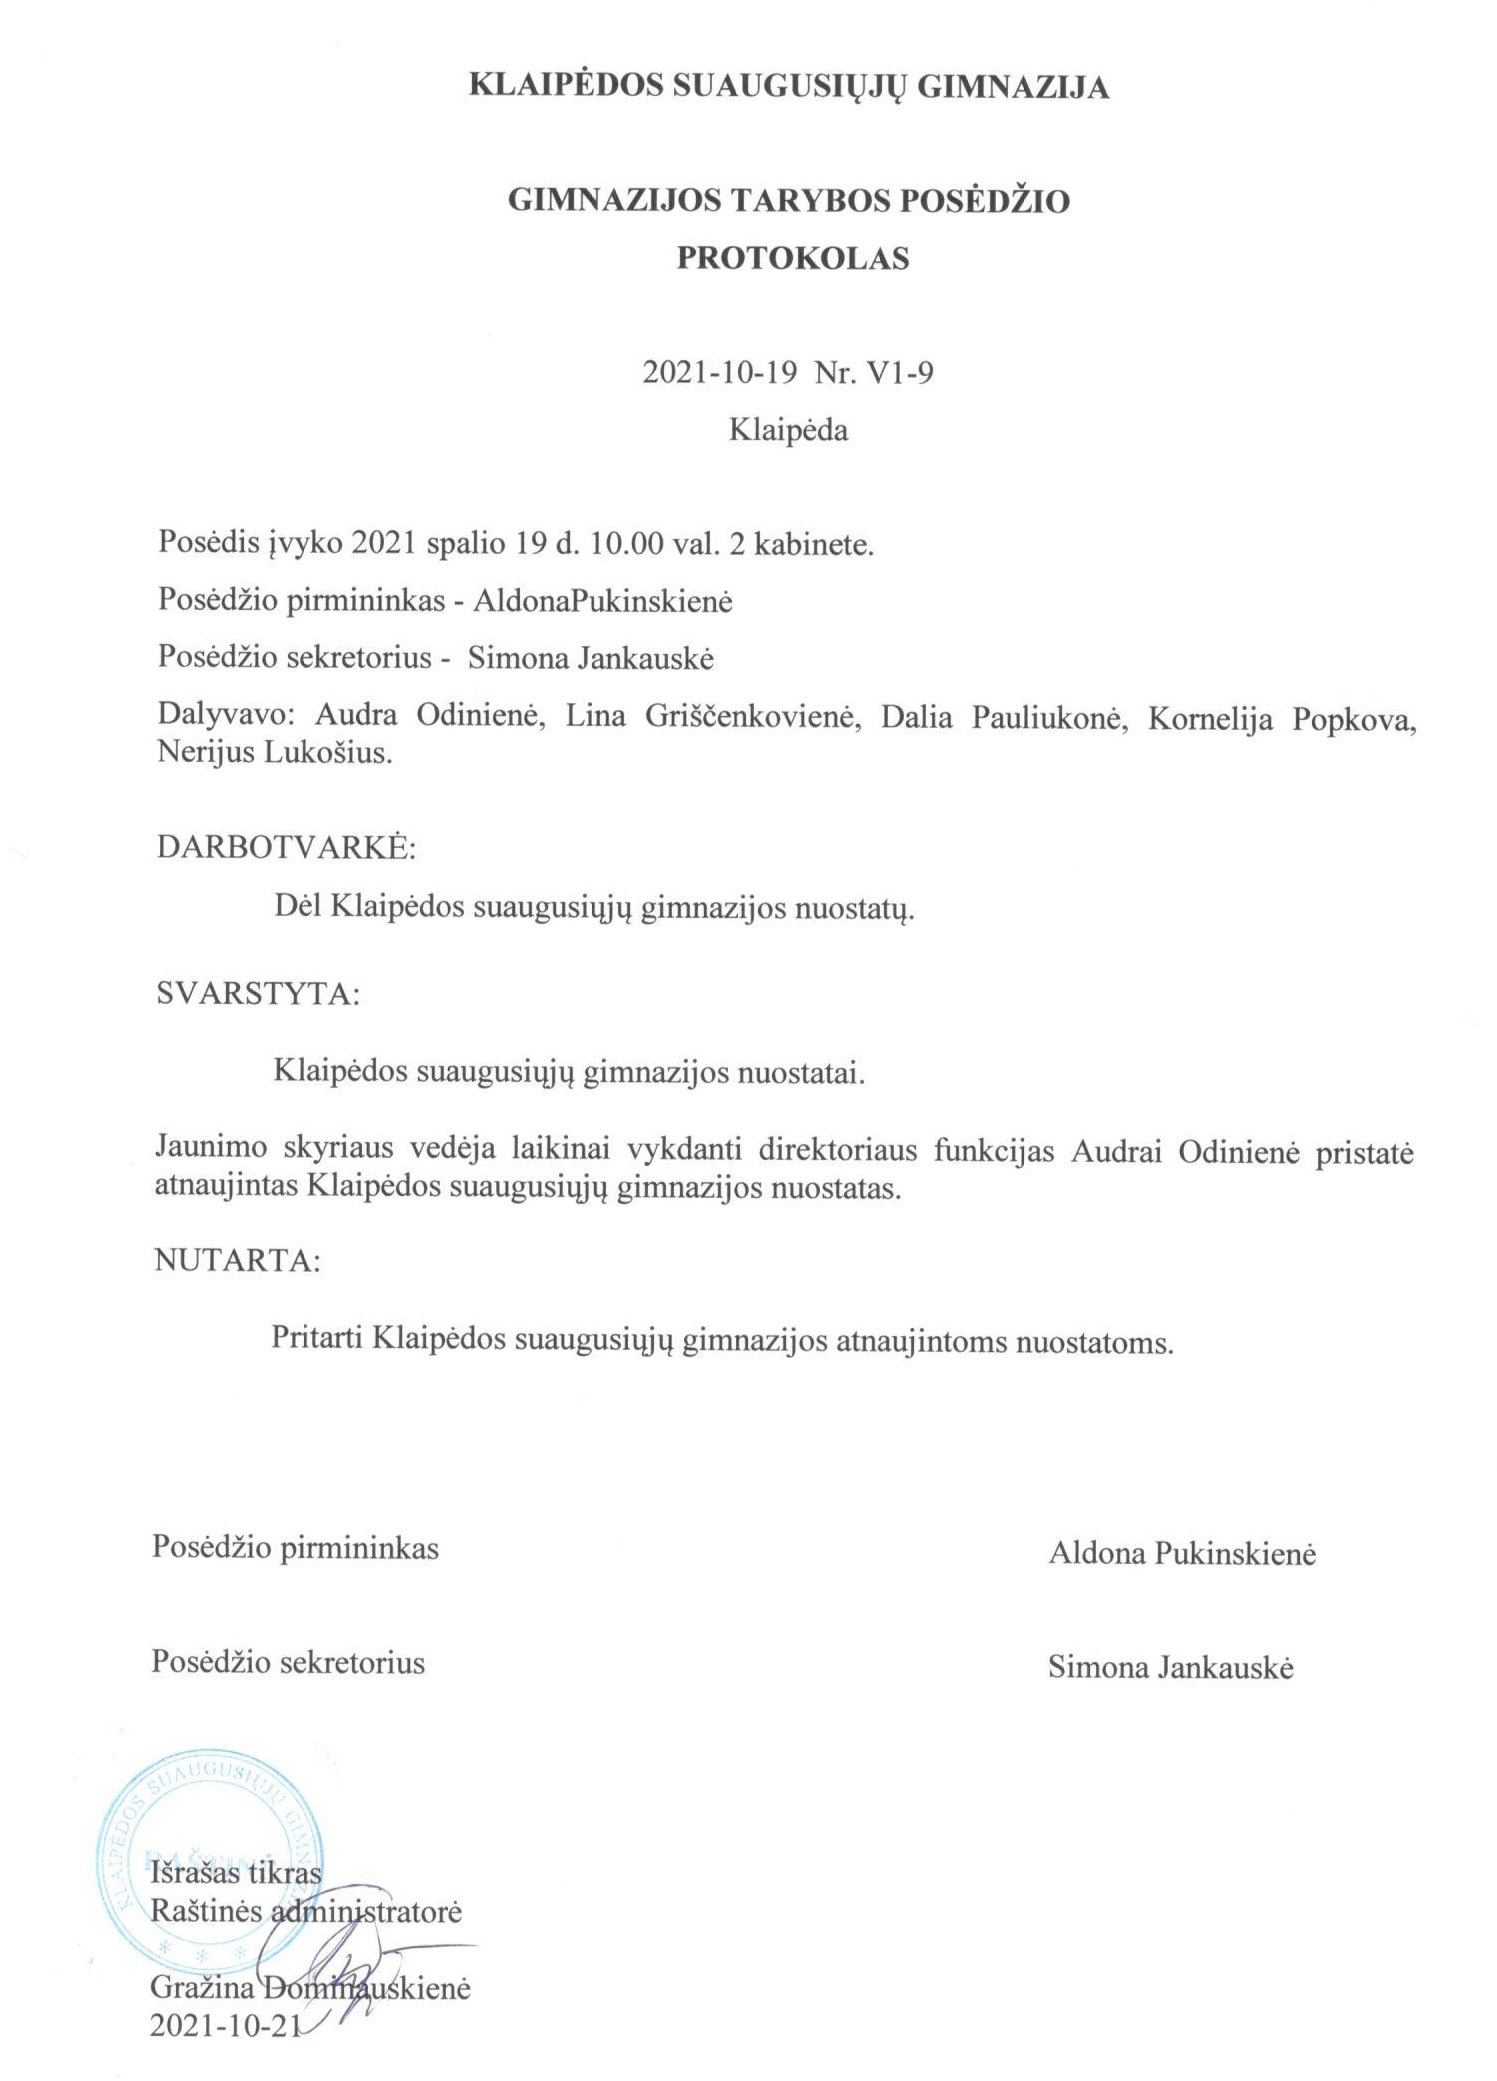 KLAIPĖDOS SUAUGUSIŲJŲ GIMNAZIJA
GIMNAZIJOS TARYBOS POSĖDŽIO
PROTOKOLAS
2021-10-19 Nr. V1-9
Klaipėda
Posėdis įvyko 2021 spalio 19 d. 10.00 val. 2 kabinete.
Posėdžio pirmininkas - AldonaPukinskienė
Posėdžio sekretorius - Simona Jankauskė
Dalyvavo: Audra Odinienė, Lina Griščenkovienė, Dalia Pauliukonė, Kornelija Popkova,
Nerijus Lukošius.
DARBOTVARKĖ:
Dėl Klaipėdos suaugusiųjų gimnazijos nuostatų.
SVARSTYTA:
Klaipėdos suaugusiųjų gimnazijos nuostatai.
Jaunimo skyriaus vedėja laikinai vykdanti direktoriaus funkcijas Audrai Odinienė pristatė
atnaujintas Klaipėdos suaugusiųjų gimnazijos nuostatas.
NUTARTA:
Pritarti Klaipėdos suaugusiųjų gimnazijos atnaujintoms nuostatoms.
Posėdžio pirmininkas Aldona Pukinskienė
Posėdžio sekretorius Simona Jankauskė
KLAIPĖDOS SUAUGUSIŲJŲ GIMNAZIJA
RAŠTINĖ
Išrašas tikras
Raštinės administratorė
Gražina Dominauskienė
2021-10-21